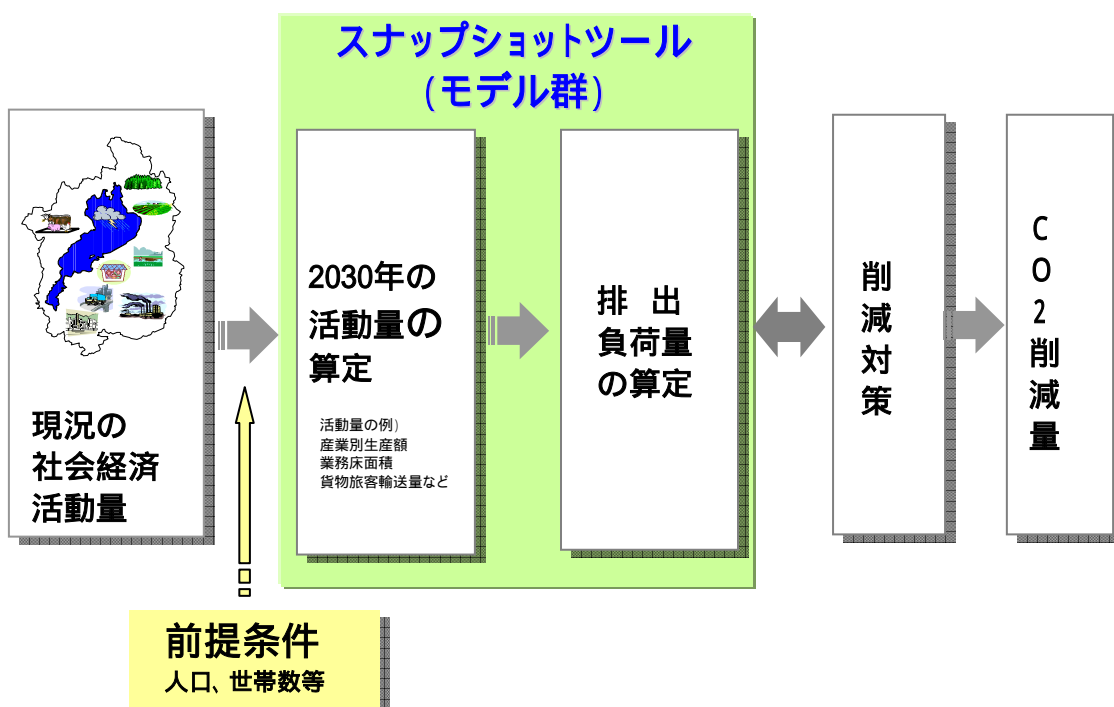 スナップショットツール
(モデル群)
現況の
社会経済
活動量
2030年の
活動量の
算定
活動量の例)
産業別生産額
業務床面積
貨物旅客輸送量など
排 出
負荷量
の算定
削減対策
CO2削減量
前提条件
人口、世帯数等